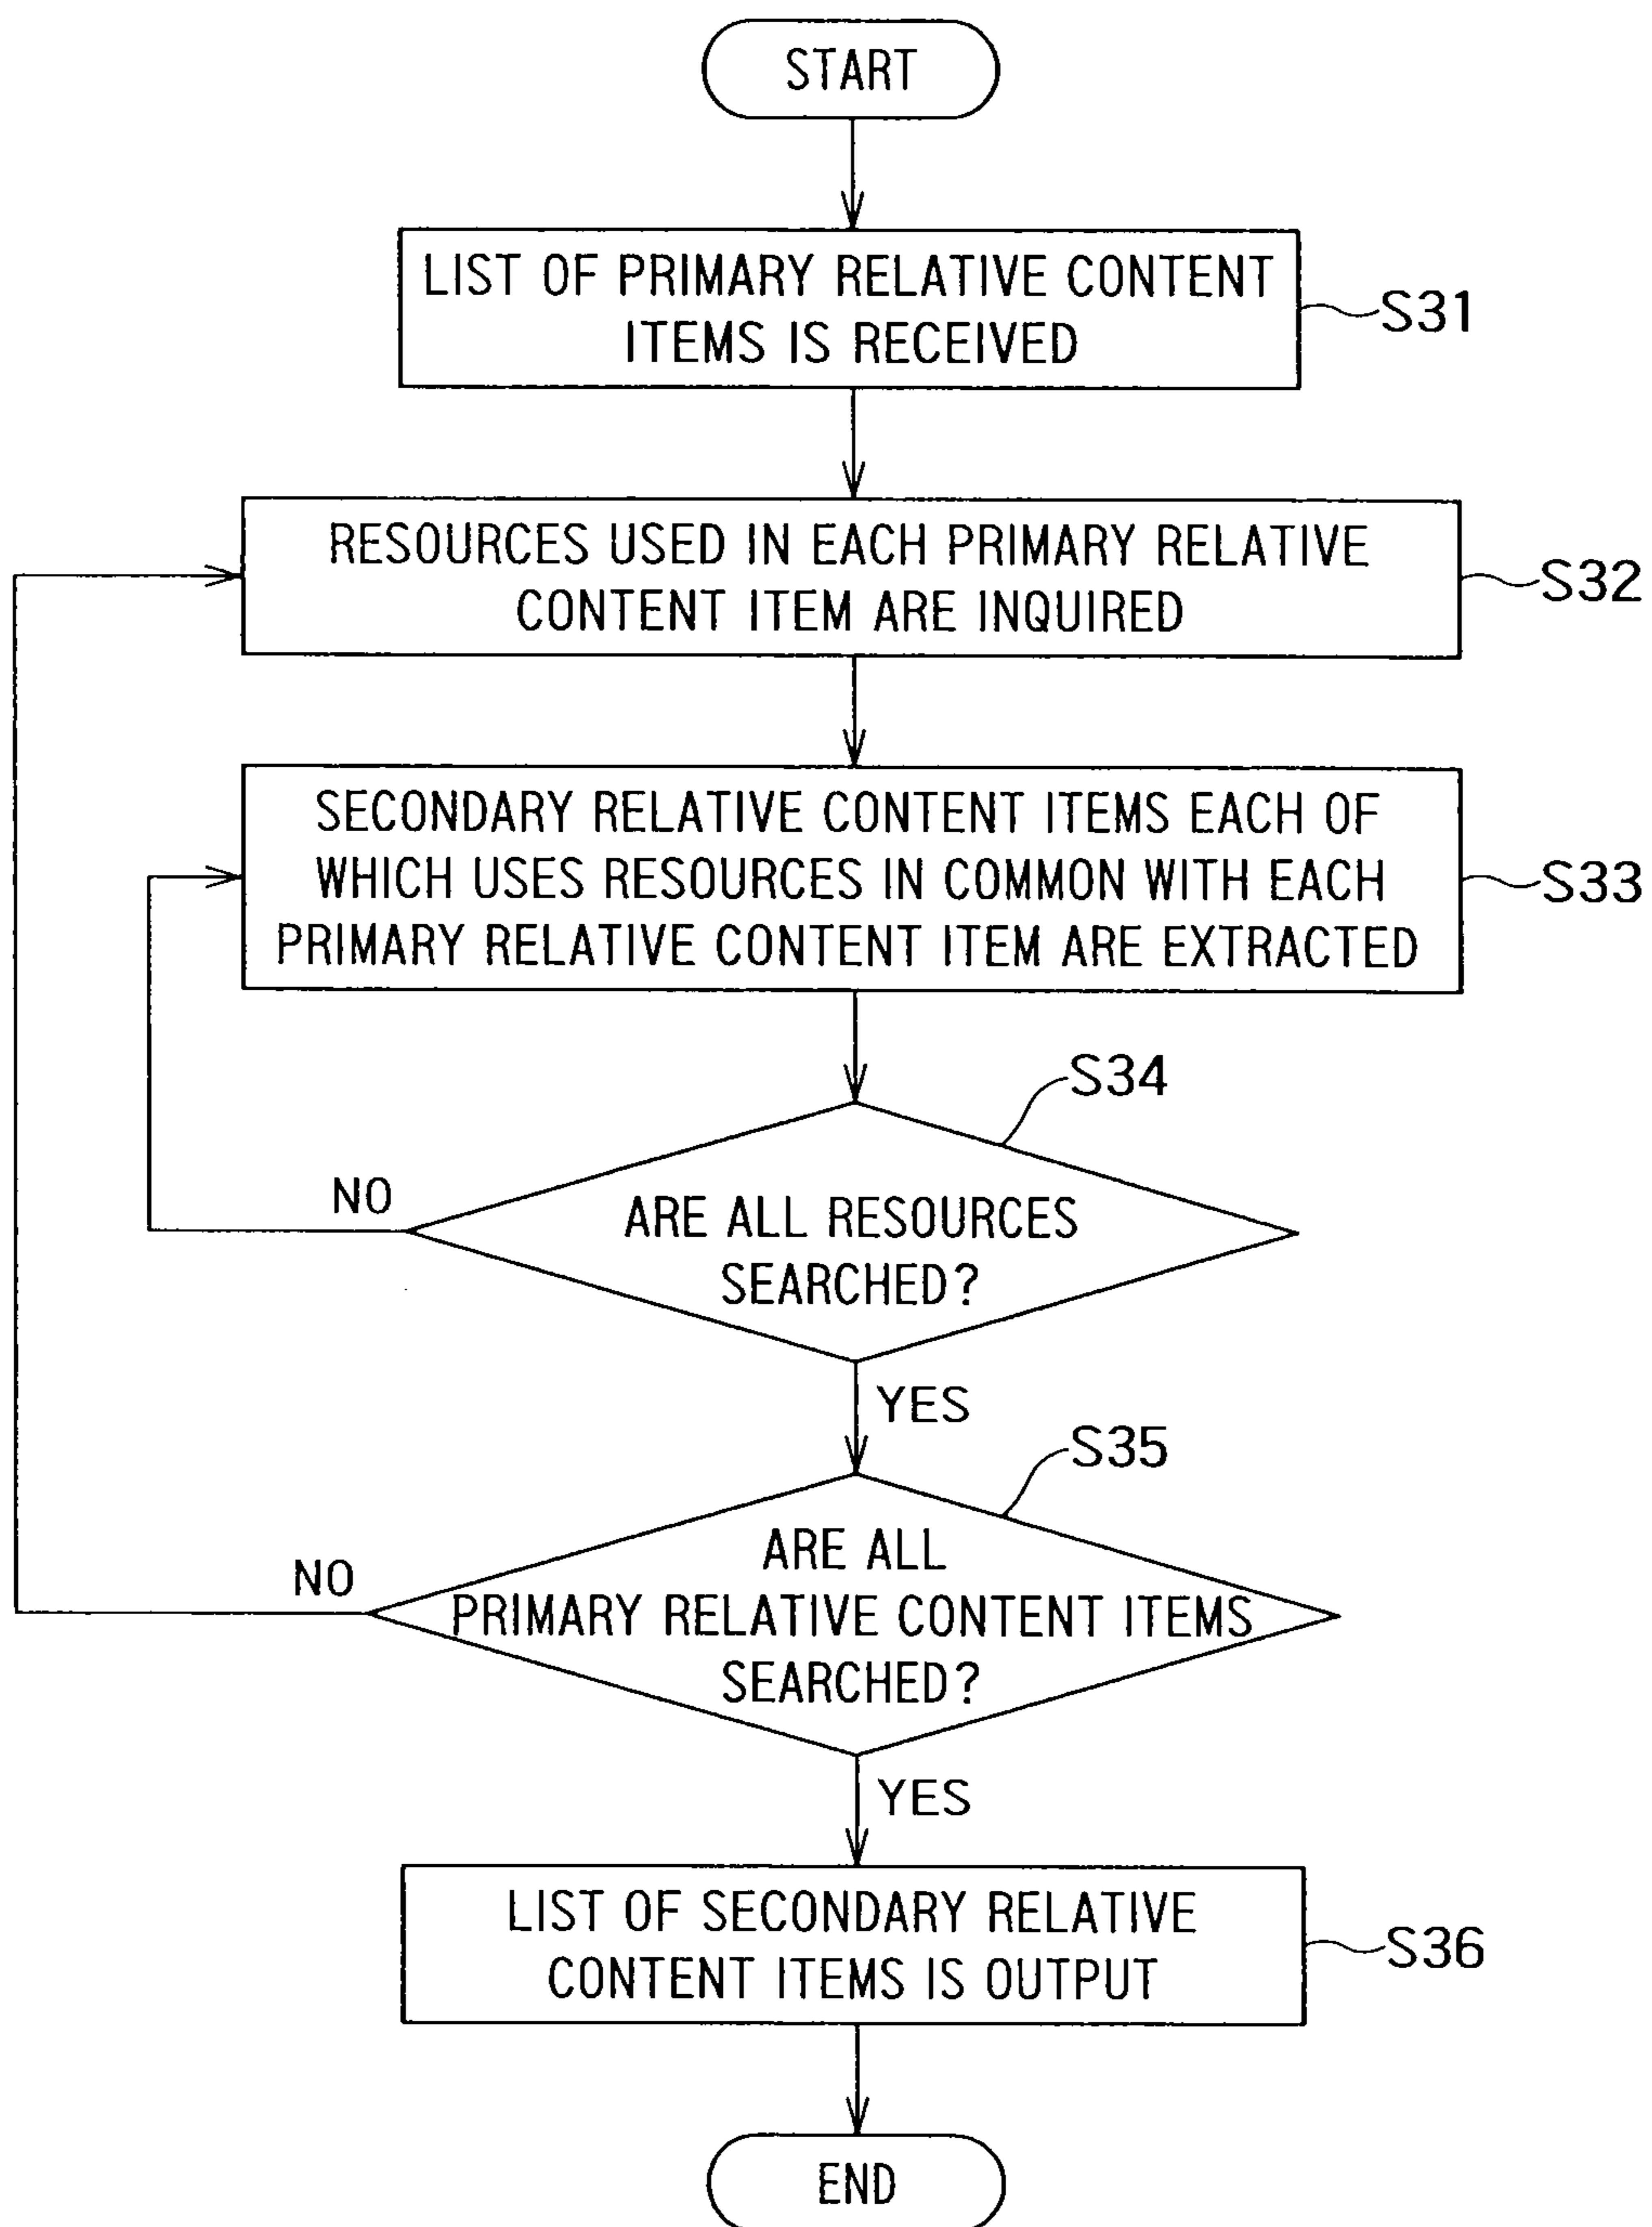 START
LIST OF PRIMARY RELATIVE CONTENT
ITEMS IS RECEIVED
S31
RESOURCES USED IN EACH PRIMARY RELATIVE
CONTENT ITEM ARE INQUIRED
S32
SECONDARY RELATIVE CONTENT ITEMS EACH OF
WHICH USES RESOURCES IN COMMON WITH EACH
PRIMARY RELATIVE CONTENT ITEM ARE EXTRACTED
S33
S34
NO
ARE ALL RESOURCES
SEARCHED?
YES
S35
NO
ARE ALL
PRIMARY RELATIVE CONTENT ITEMS
SEARCHED?
YES
LIST OF SECONDARY RELATIVE
CONTENT ITEMS IS OUTPUT
S36
END